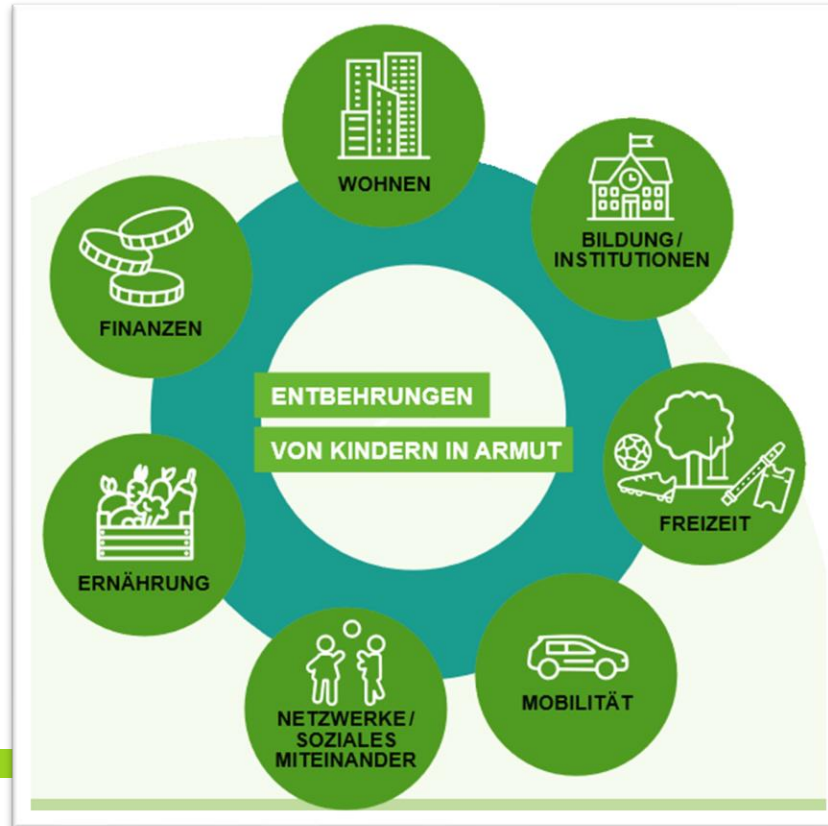 WOHNEN
BILDUNG/
INSTITUTIONEN
FINANZEN
ENTBEHRUNGEN
VON KINDERN IN ARMUT
FREIZEIT
ERNÄHRUNG
MOBILITÄT
NETZWERKE/
SOZIALES
MITEINANDER